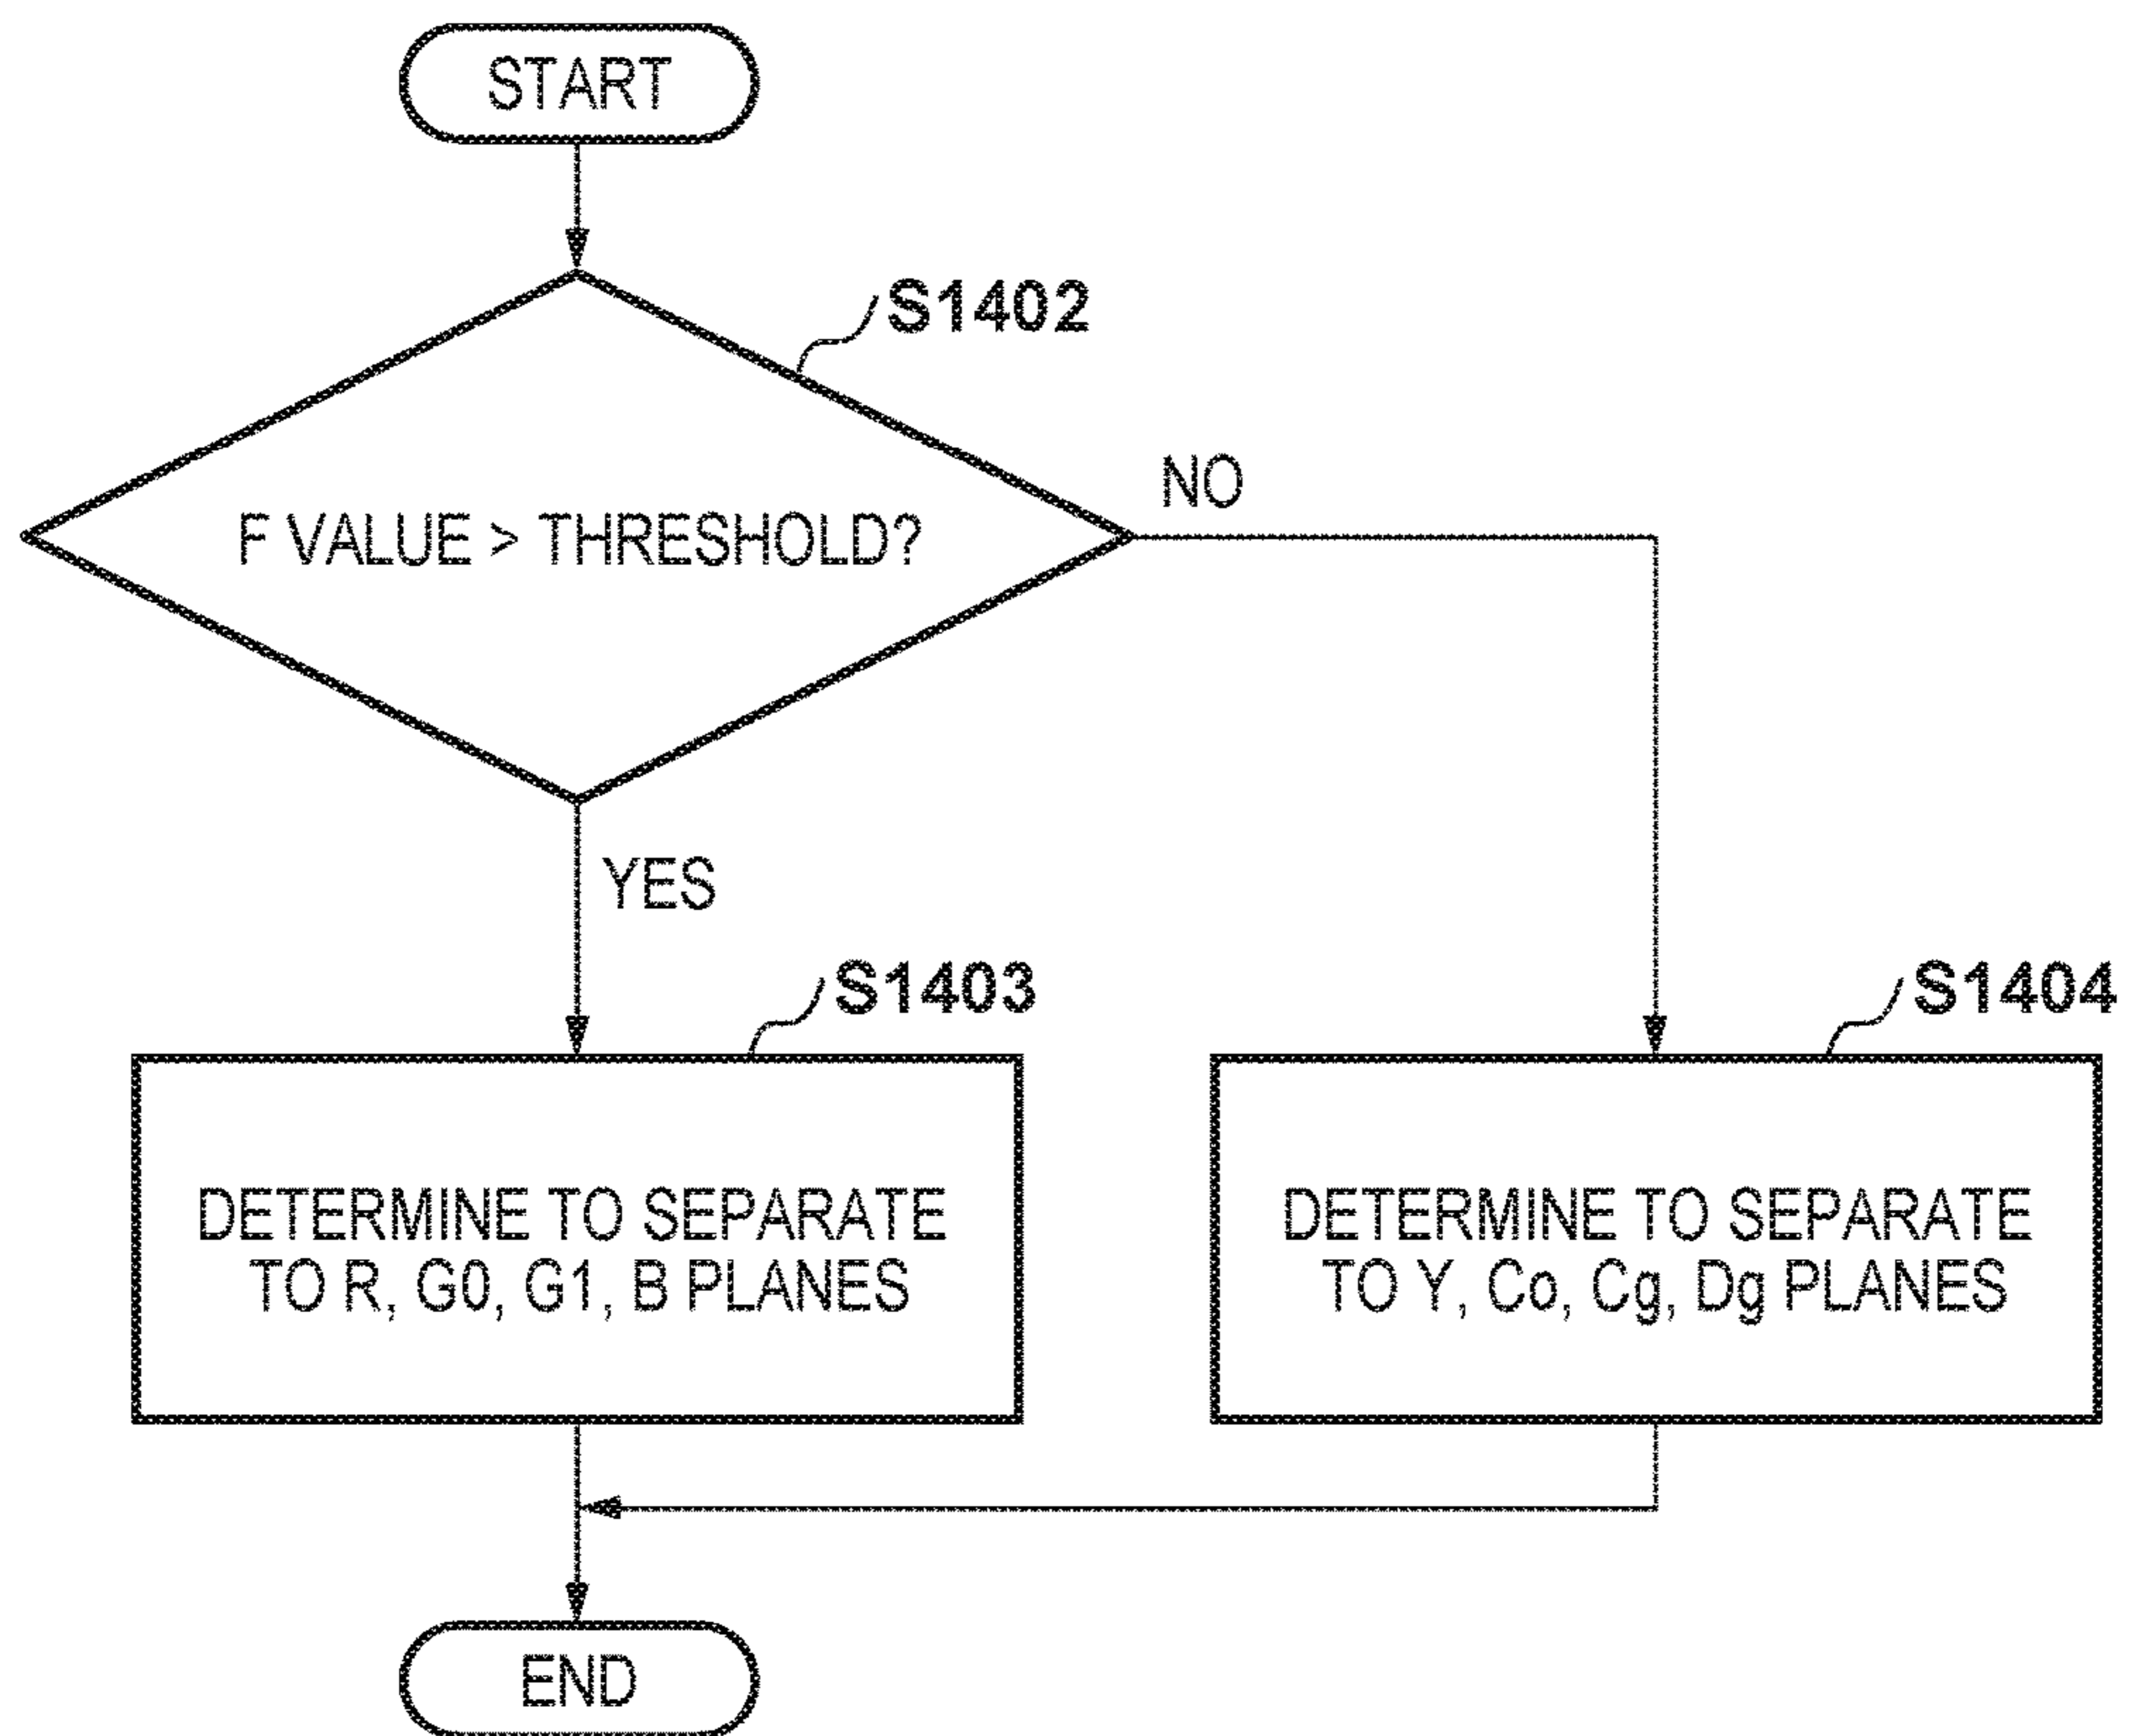 START
S1402
F VALUE > THRESHOLD?
NO
YES
S1403
S1404
DETERMINE TO SEPARATE
TO R, G0, G1, B PLANES
DETERMINE TO SEPARATE
TO Y, Co, Cg, Dg PLANES
END